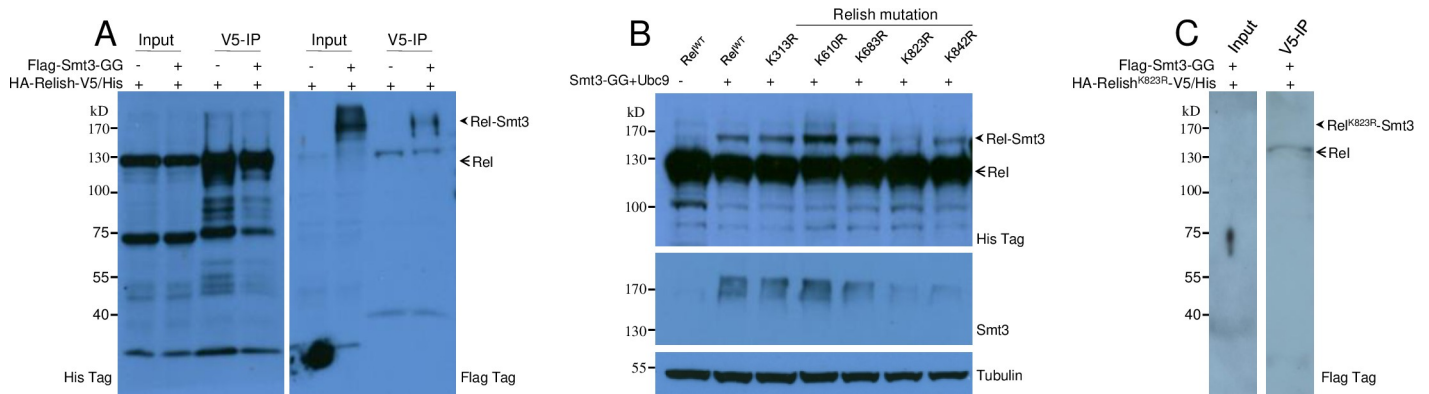 A
Input V5-IP Input V5-IP
Flag-Smt3-GG - + - + - + - +
HA-Relish-V5/His + + + + + + + +
kD
170
130
100
75
55
40
Rel-Smt3
Rel
His Tag
Flag Tag
B
Relish mutation
Rel^WT Rel^WT K313R K610R K683R K823R K842R
Smt3-GG+Ubc9 - + + + + + +
kD
170
130
100
Rel-Smt3
Rel
His Tag
170
130
Smt3
55
Tubulin
C
Input V5-IP
Flag-Smt3-GG + +
HA-Relish^K823R-V5/His + +
kD
170
130
100
75
55
40
Rel^K823R-Smt3
Rel
Flag Tag